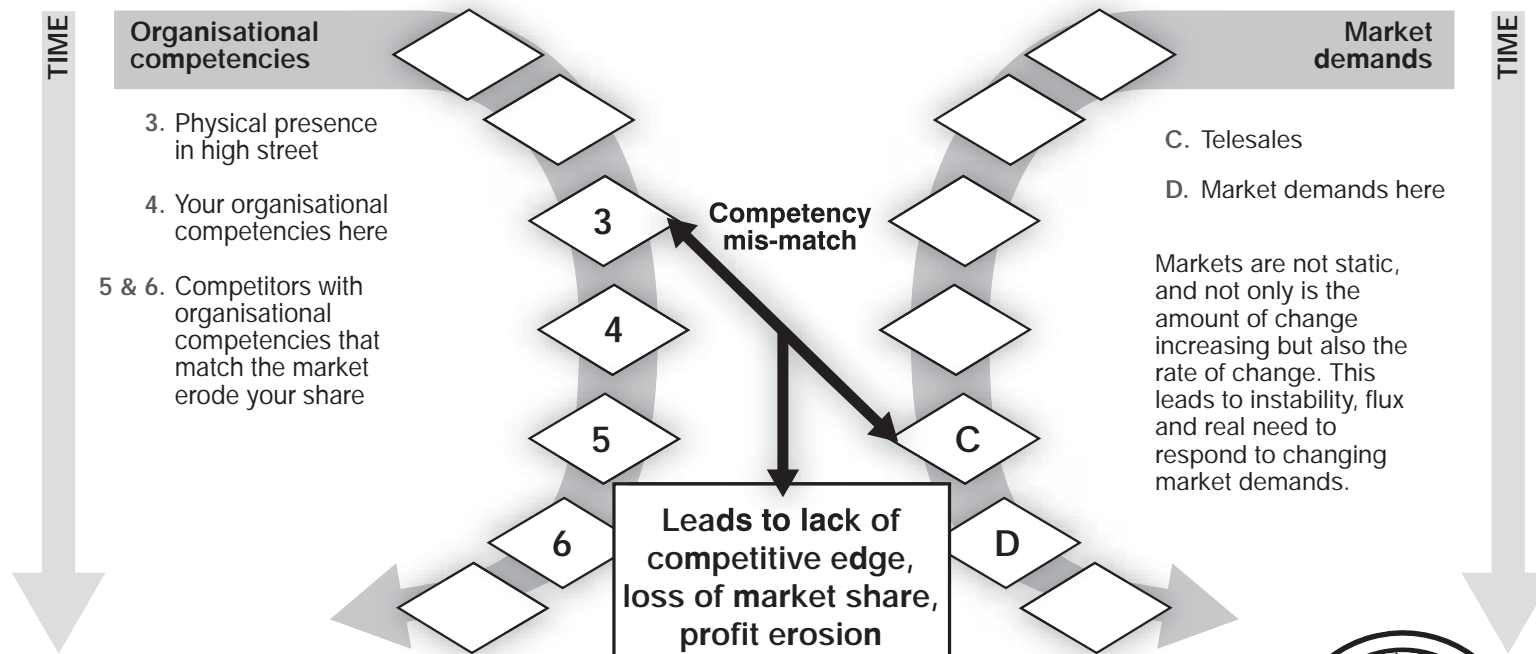 TIME
Organisational
competencies
3. Physical presence
in high street
4. Your organisational
competencies here
5 & 6. Competitors with
organisational
competencies that
match the market
erode your share
3
4
5
6
Competency
mis-match
Leads to lack of
competitive edge,
loss of market share,
profit erosion
C
D
Market
demands
C. Telesales
D. Market demands here
Markets are not static,
and not only is the
amount of change
increasing but also the
rate of change. This
leads to instability, flux
and real need to
respond to changing
market demands.
TIME